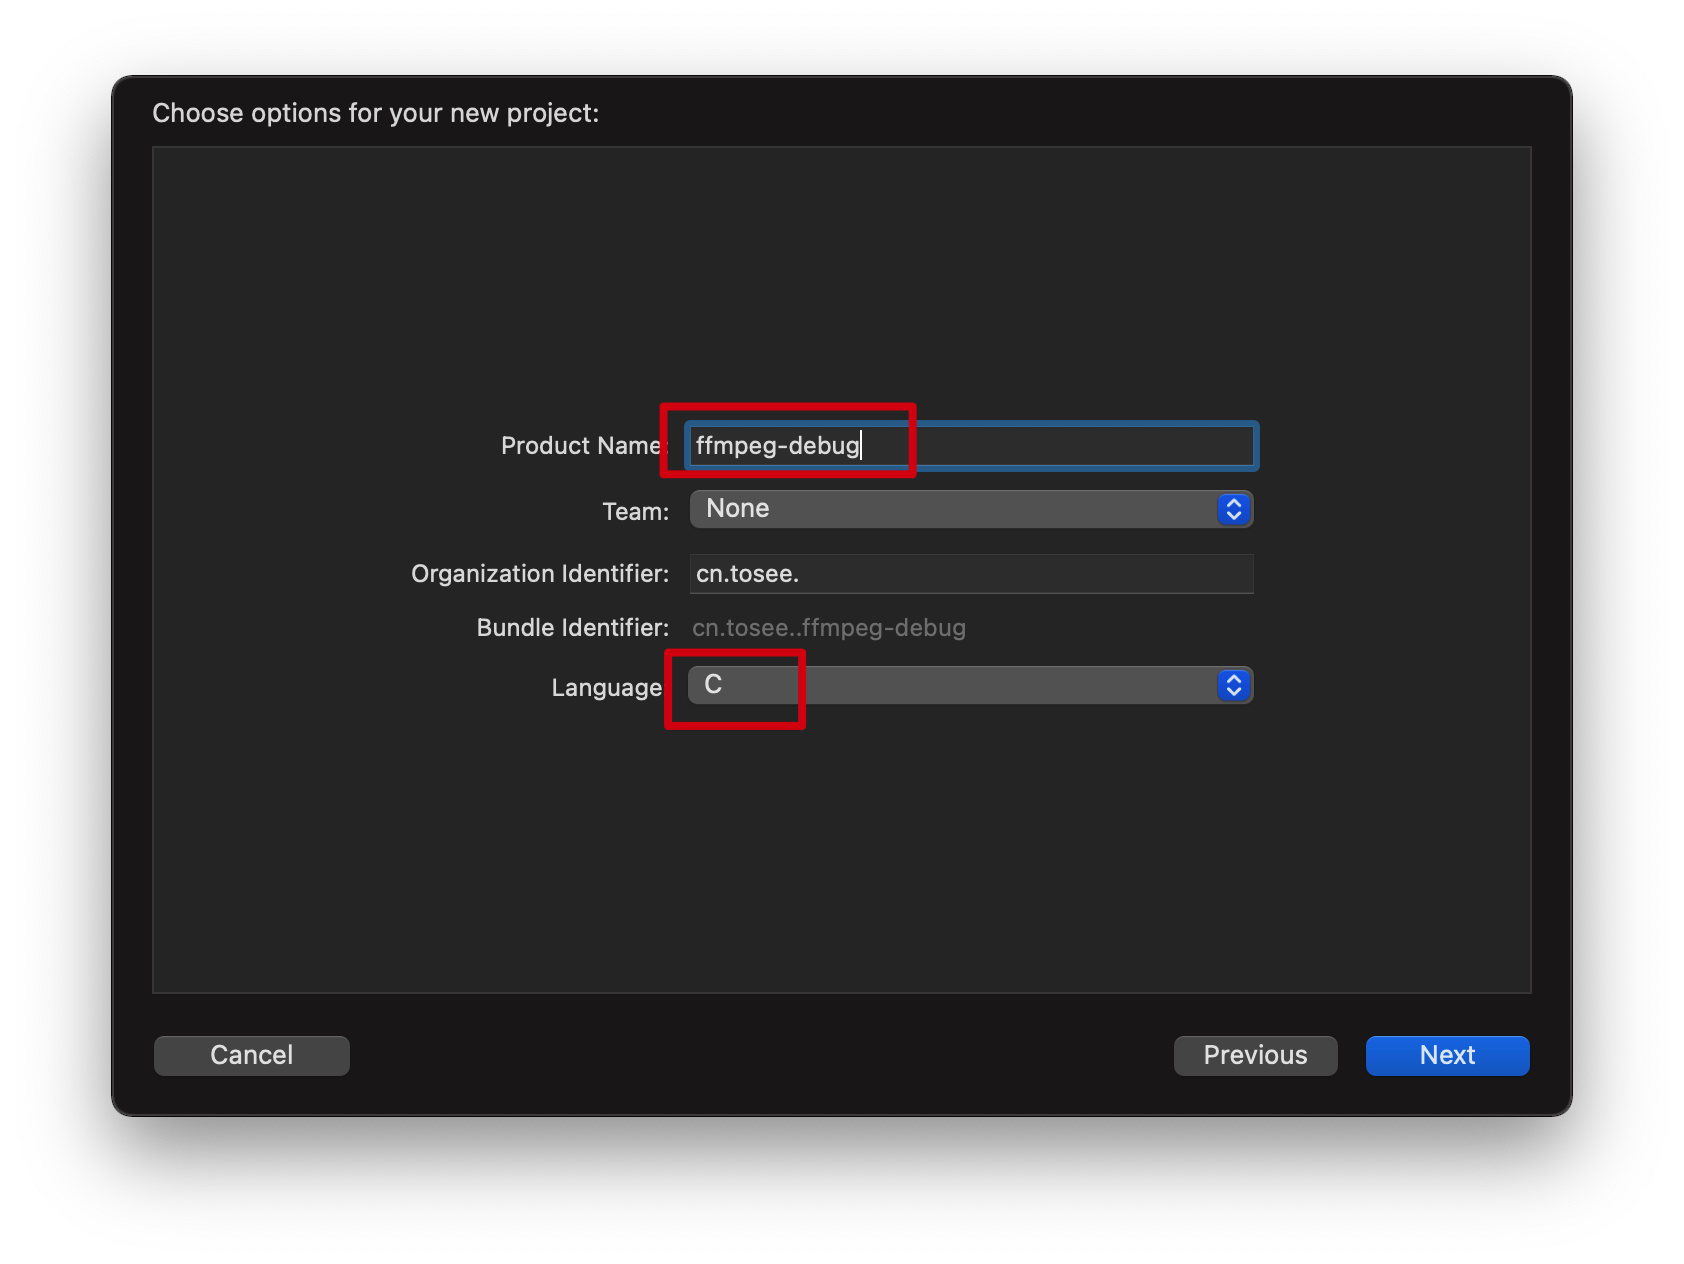 Choose options for your new project:
Product Name: ffmpeg-debug
Team: None
Organization Identifier: cn.tosee.
Bundle Identifier: cn.tosee..ffmpeg-debug
Language C
Cancel Previous Next